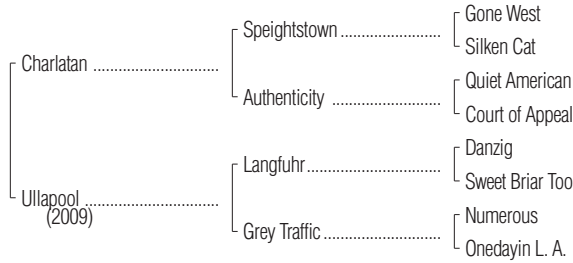 Gone West
Speightstown
Silken Cat
Charlatan
Quiet American
Authenticity
Court of Appeal
Danzig
Langfuhr
Sweet Briar Too
Ullapool
(2009)
Numerous
Grey Traffic
Onedayin L. A.